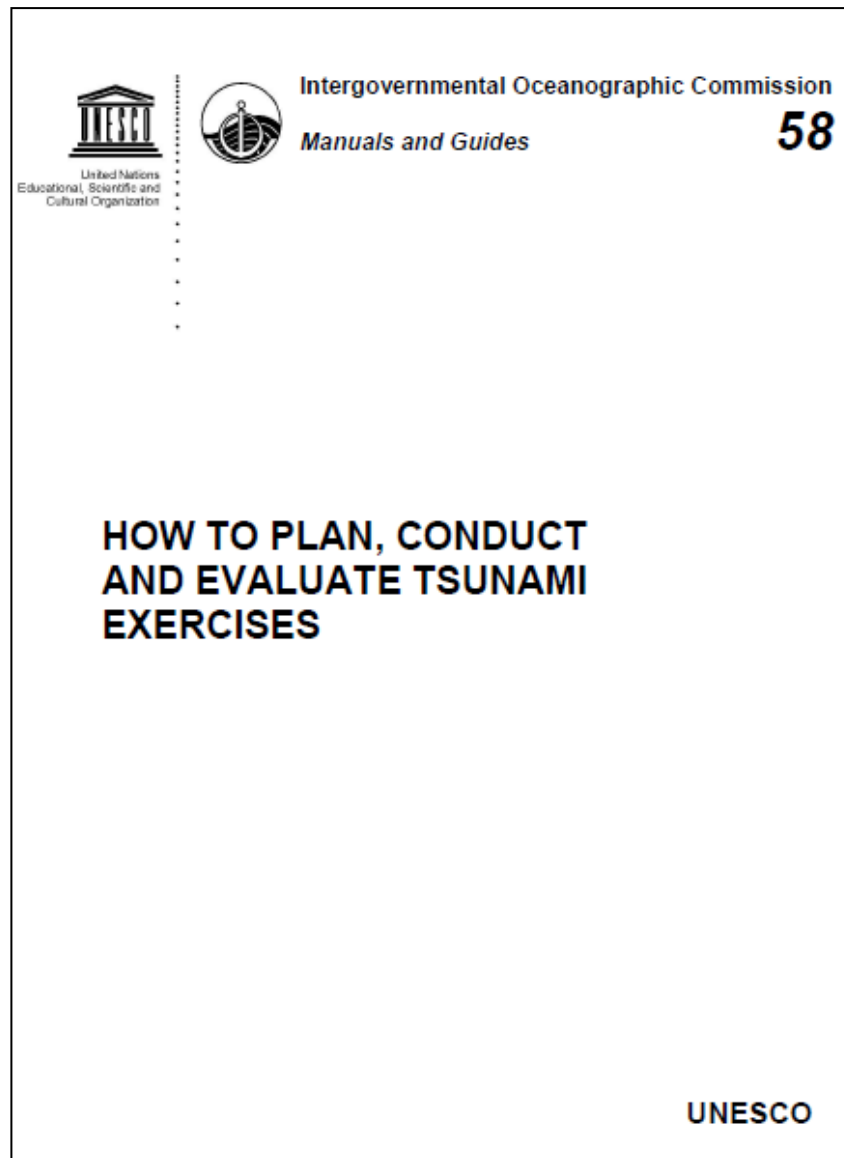 Intergovernmental Oceanographic Commission
Manuals and Guides 58
UNESCO
United Nations
Educational, Scientific and
Cultural Organization
HOW TO PLAN, CONDUCT
AND EVALUATE TSUNAMI
EXERCISES
UNESCO